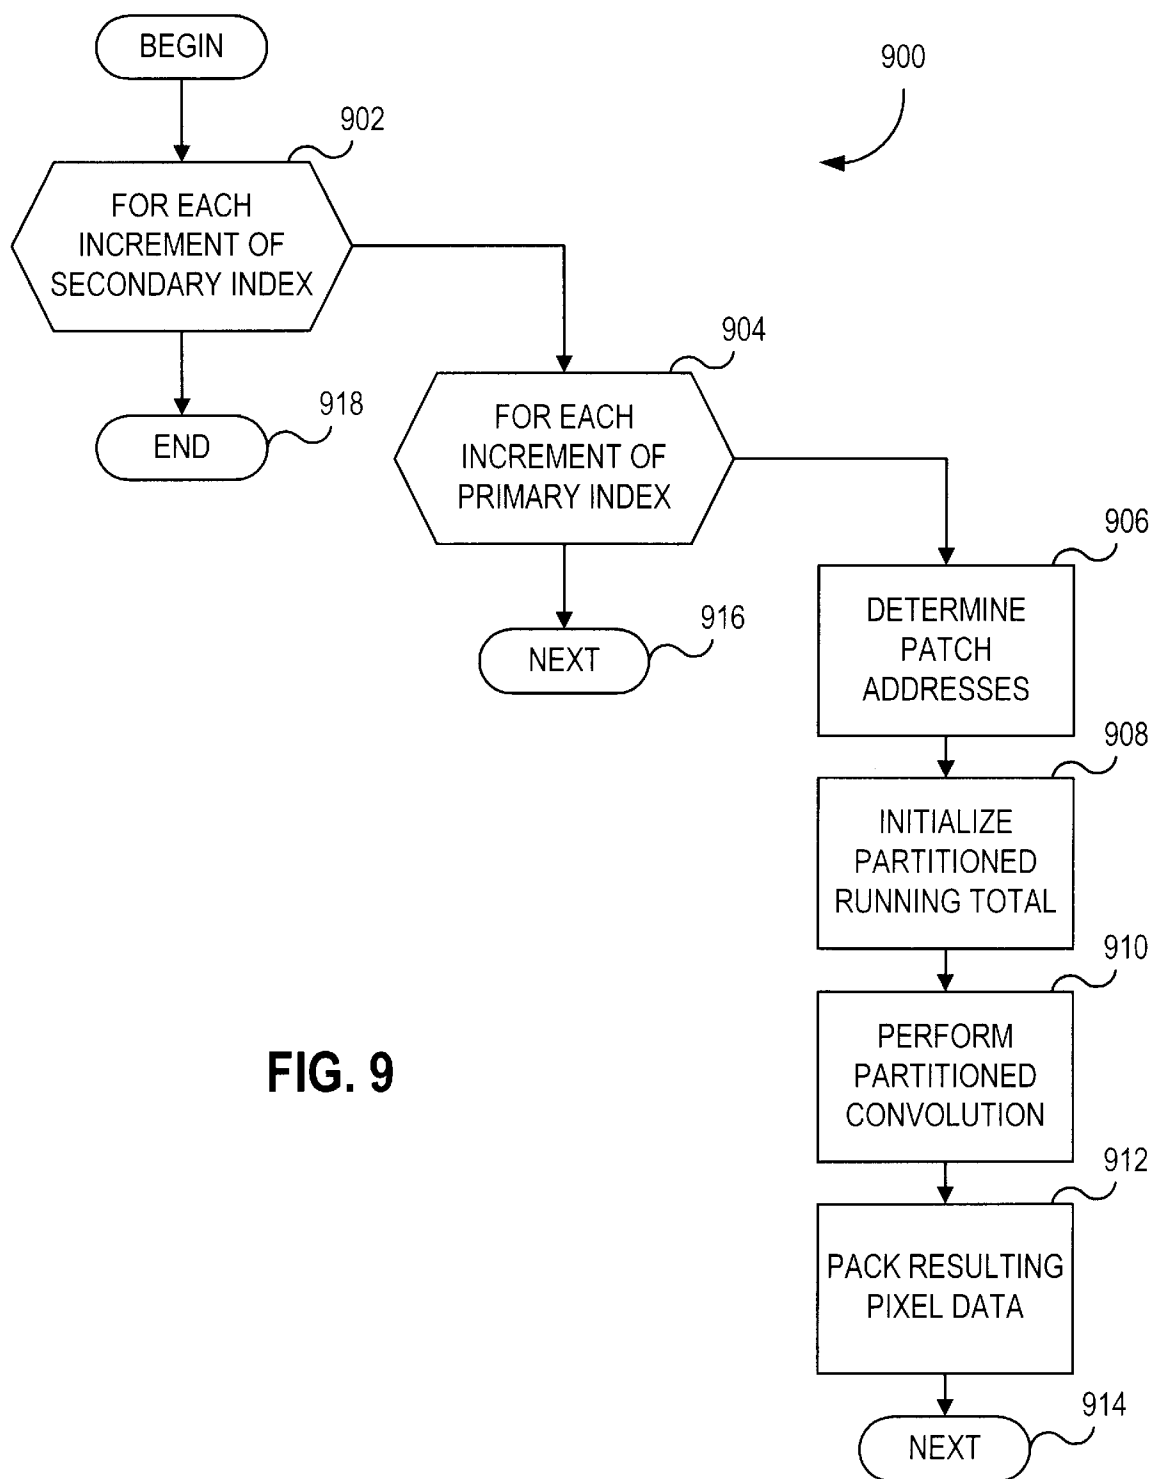 BEGIN
900
902
FOR EACH
INCREMENT OF
SECONDARY INDEX
904
918
END
FOR EACH
INCREMENT OF
PRIMARY INDEX
906
DETERMINE
PATCH
ADDRESSES
916
NEXT
908
INITIALIZE
PARTITIONED
RUNNING TOTAL
910
PERFORM
PARTITIONED
CONVOLUTION
FIG. 9
912
PACK RESULTING
PIXEL DATA
914
NEXT